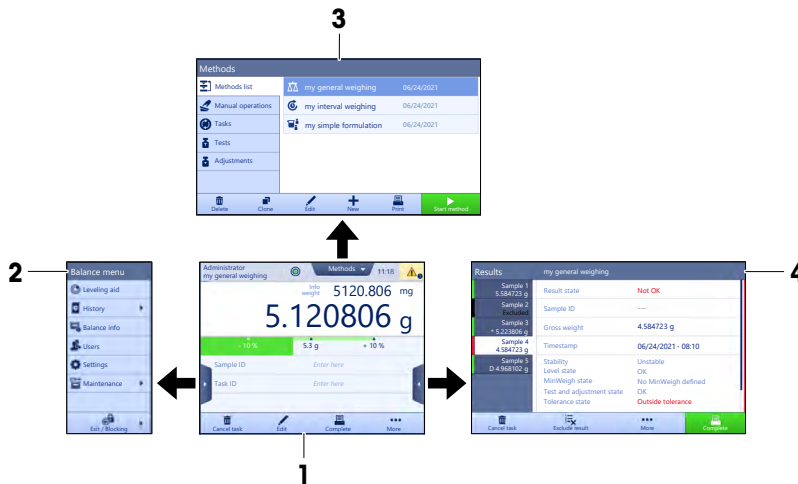 3
Methods
Methods list
Manual operations
Tasks
Tests
Adjustments
my general weighing 06/24/2021
my interval weighing 06/24/2021
my simple formulation 06/24/2021
Delete Clone Edit New Print Start method
2
Balance menu
Leveling aid
History
Balance info
Users
Settings
Maintenance
Exit / Blocking
Administrator
my general weighing
Methods 11:18
Info
weight 5120.806 mg
5.120806 g
- 10 % 5.3 g + 10 %
Sample ID Enter here
Task ID Enter here
Cancel task Edit Complete More
1
4
Results my general weighing
Sample 1
5.584723 g
Sample 2
Excluded
Sample 3
* 5.223806 g
Sample 4
4.584723 g
Sample 5
D 4.968102 g
Result state Not OK
Sample ID ---
Gross weight 4.584723 g
Timestamp 06/24/2021 - 08:10
Stability Unstable
Level state OK
MinWeigh state No MinWeigh defined
Test and adjustment state OK
Tolerance state Outside tolerance
Cancel task Exclude result More Complete